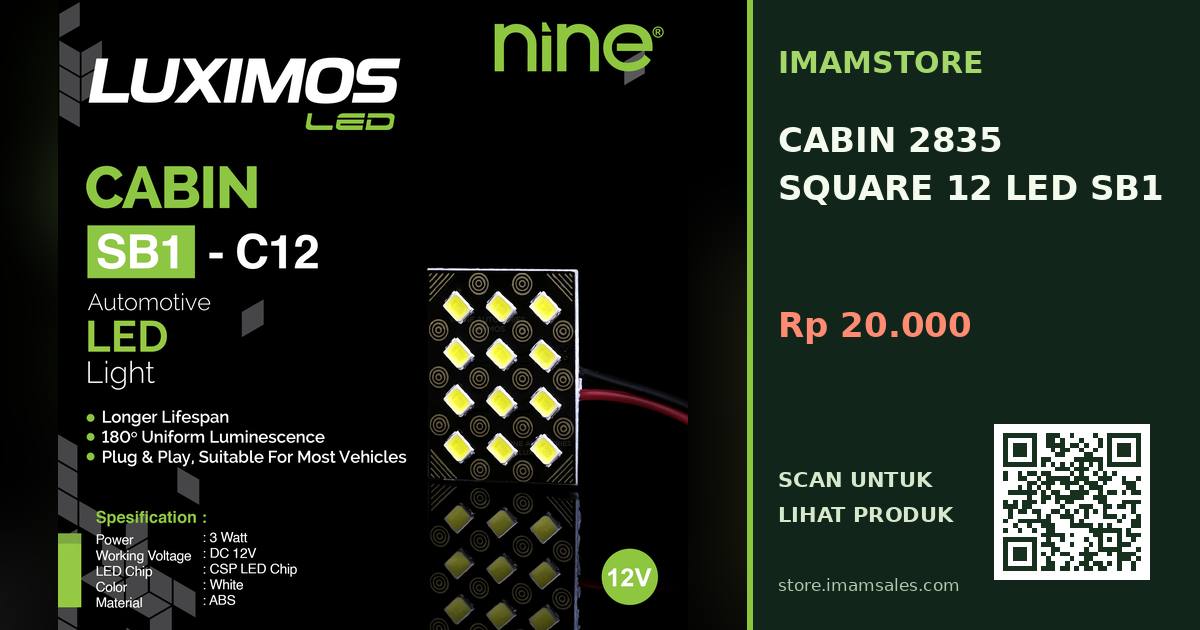 nine®
LUXIMOS
LED
CABIN
SB1 - C12
Automotive
LED
Light
Longer Lifespan
180° Uniform Luminescence
Plug & Play, Suitable For Most Vehicles
Spesification :
Power : 3 Watt
Working Voltage : DC 12V
LED Chip : CSP LED Chip
Color : White
Material : ABS
12V
IMAMSTORE
CABIN 2835
SQUARE 12 LED SB1
Rp 20.000
SCAN UNTUK
LIHAT PRODUK
store.imamsales.com